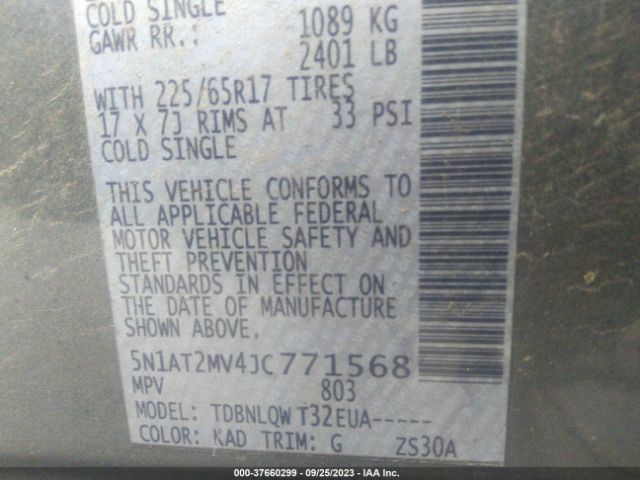 COLD SINGLE 1089 KG
GAWR RR.: 2401 LB
WITH 225/65R17 TIRES
17 X 7J RIMS AT 33 PSI
COLD SINGLE
THIS VEHICLE CONFORMS TO
ALL APPLICABLE FEDERAL
MOTOR VEHICLE SAFETY AND
THEFT PREVENTION
STANDARDS IN EFFECT ON
THE DATE OF MANUFACTURE
SHOWN ABOVE.
5N1AT2MV4JC771568
MPV 803
MODEL: TDBNLQW T32EUA-----
COLOR: KAD TRIM: G ZS30A
000-37660299 - 09/25/2023 - IAA Inc.